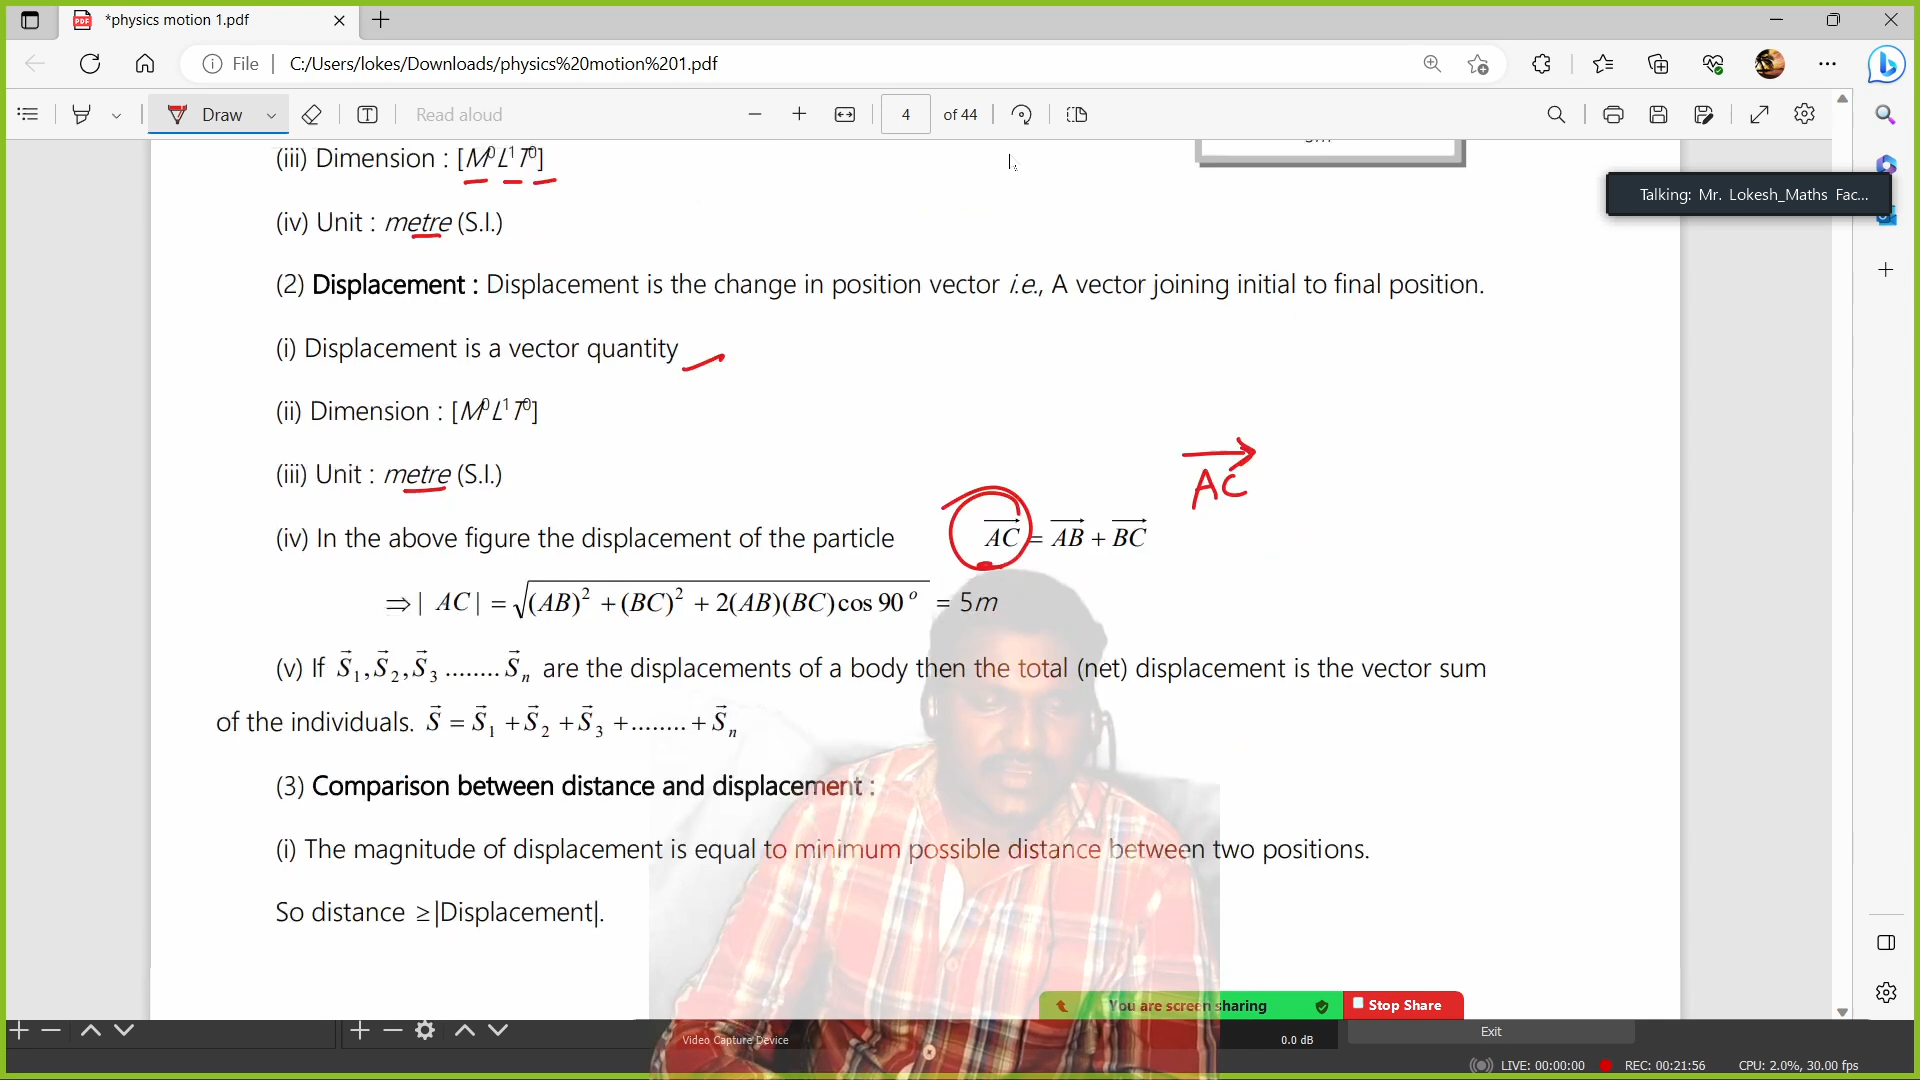 *physics motion 1.pdf
File
C:/Users/lokes/Downloads/physics%20motion%201.pdf
Draw
Read aloud
4
of 44
(iii) Dimension : [M⁰L¹T⁰]
Talking: Mr. Lokesh_Maths Fac...
(iv) Unit : metre (S.I.)
(2) Displacement : Displacement is the change in position vector i.e., A vector joining initial to final position.
(i) Displacement is a vector quantity
(ii) Dimension : [M⁰L¹T⁰]
(iii) Unit : metre (S.I.)
AC
(iv) In the above figure the displacement of the particle AC = AB + BC
⇒| AC | = √(AB)² + (BC)² + 2(AB)(BC)cos 90° = 5m
(v) If S₁, S₂, S₃ ........ Sₙ are the displacements of a body then the total (net) displacement is the vector sum
of the individuals. S = S₁ + S₂ + S₃ + ........ + Sₙ
(3) Comparison between distance and displacement :
(i) The magnitude of displacement is equal to minimum possible distance between two positions.
So distance ≥|Displacement|.
You are screen sharing
Stop Share
Video Capture Device
0.0 dB
Exit
LIVE: 00:00:00
REC: 00:21:56
CPU: 2.0%, 30.00 fps